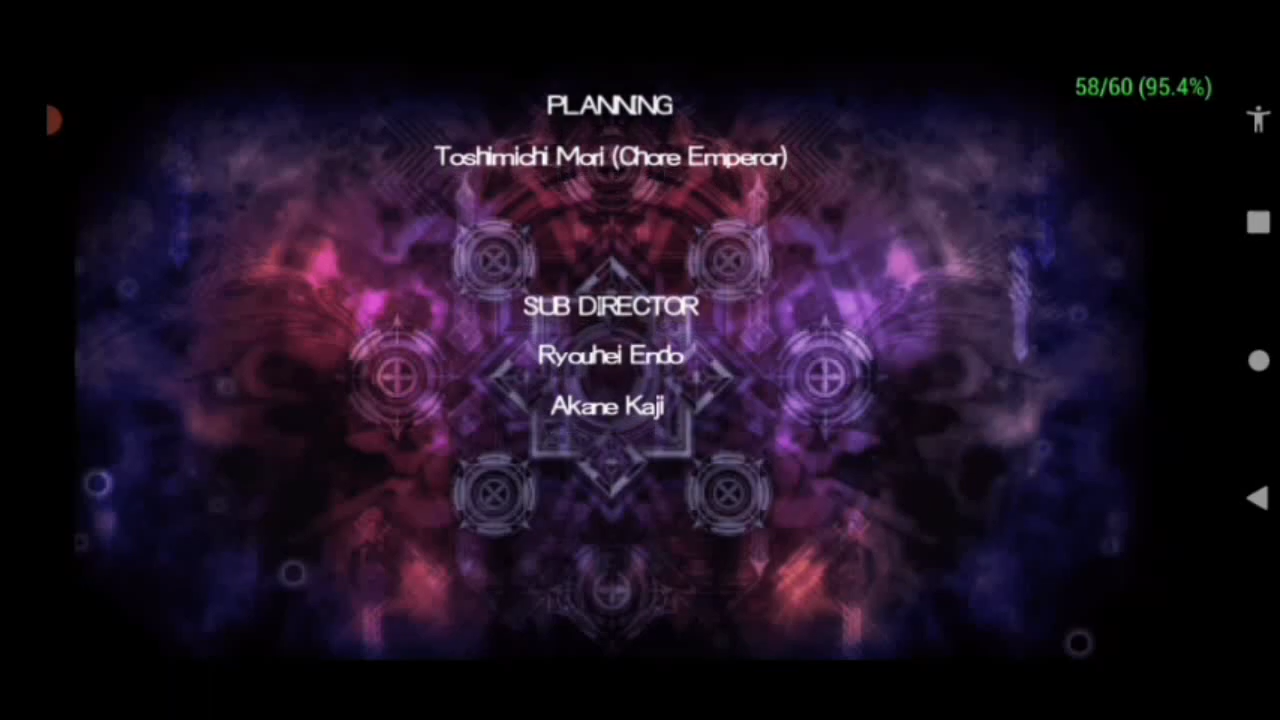 58/60 (95.4%)
PLANNING
Toshimichi Mori (Chore Emperor)
SUB DIRECTOR
Ryouhei Endo
Akane Kaji